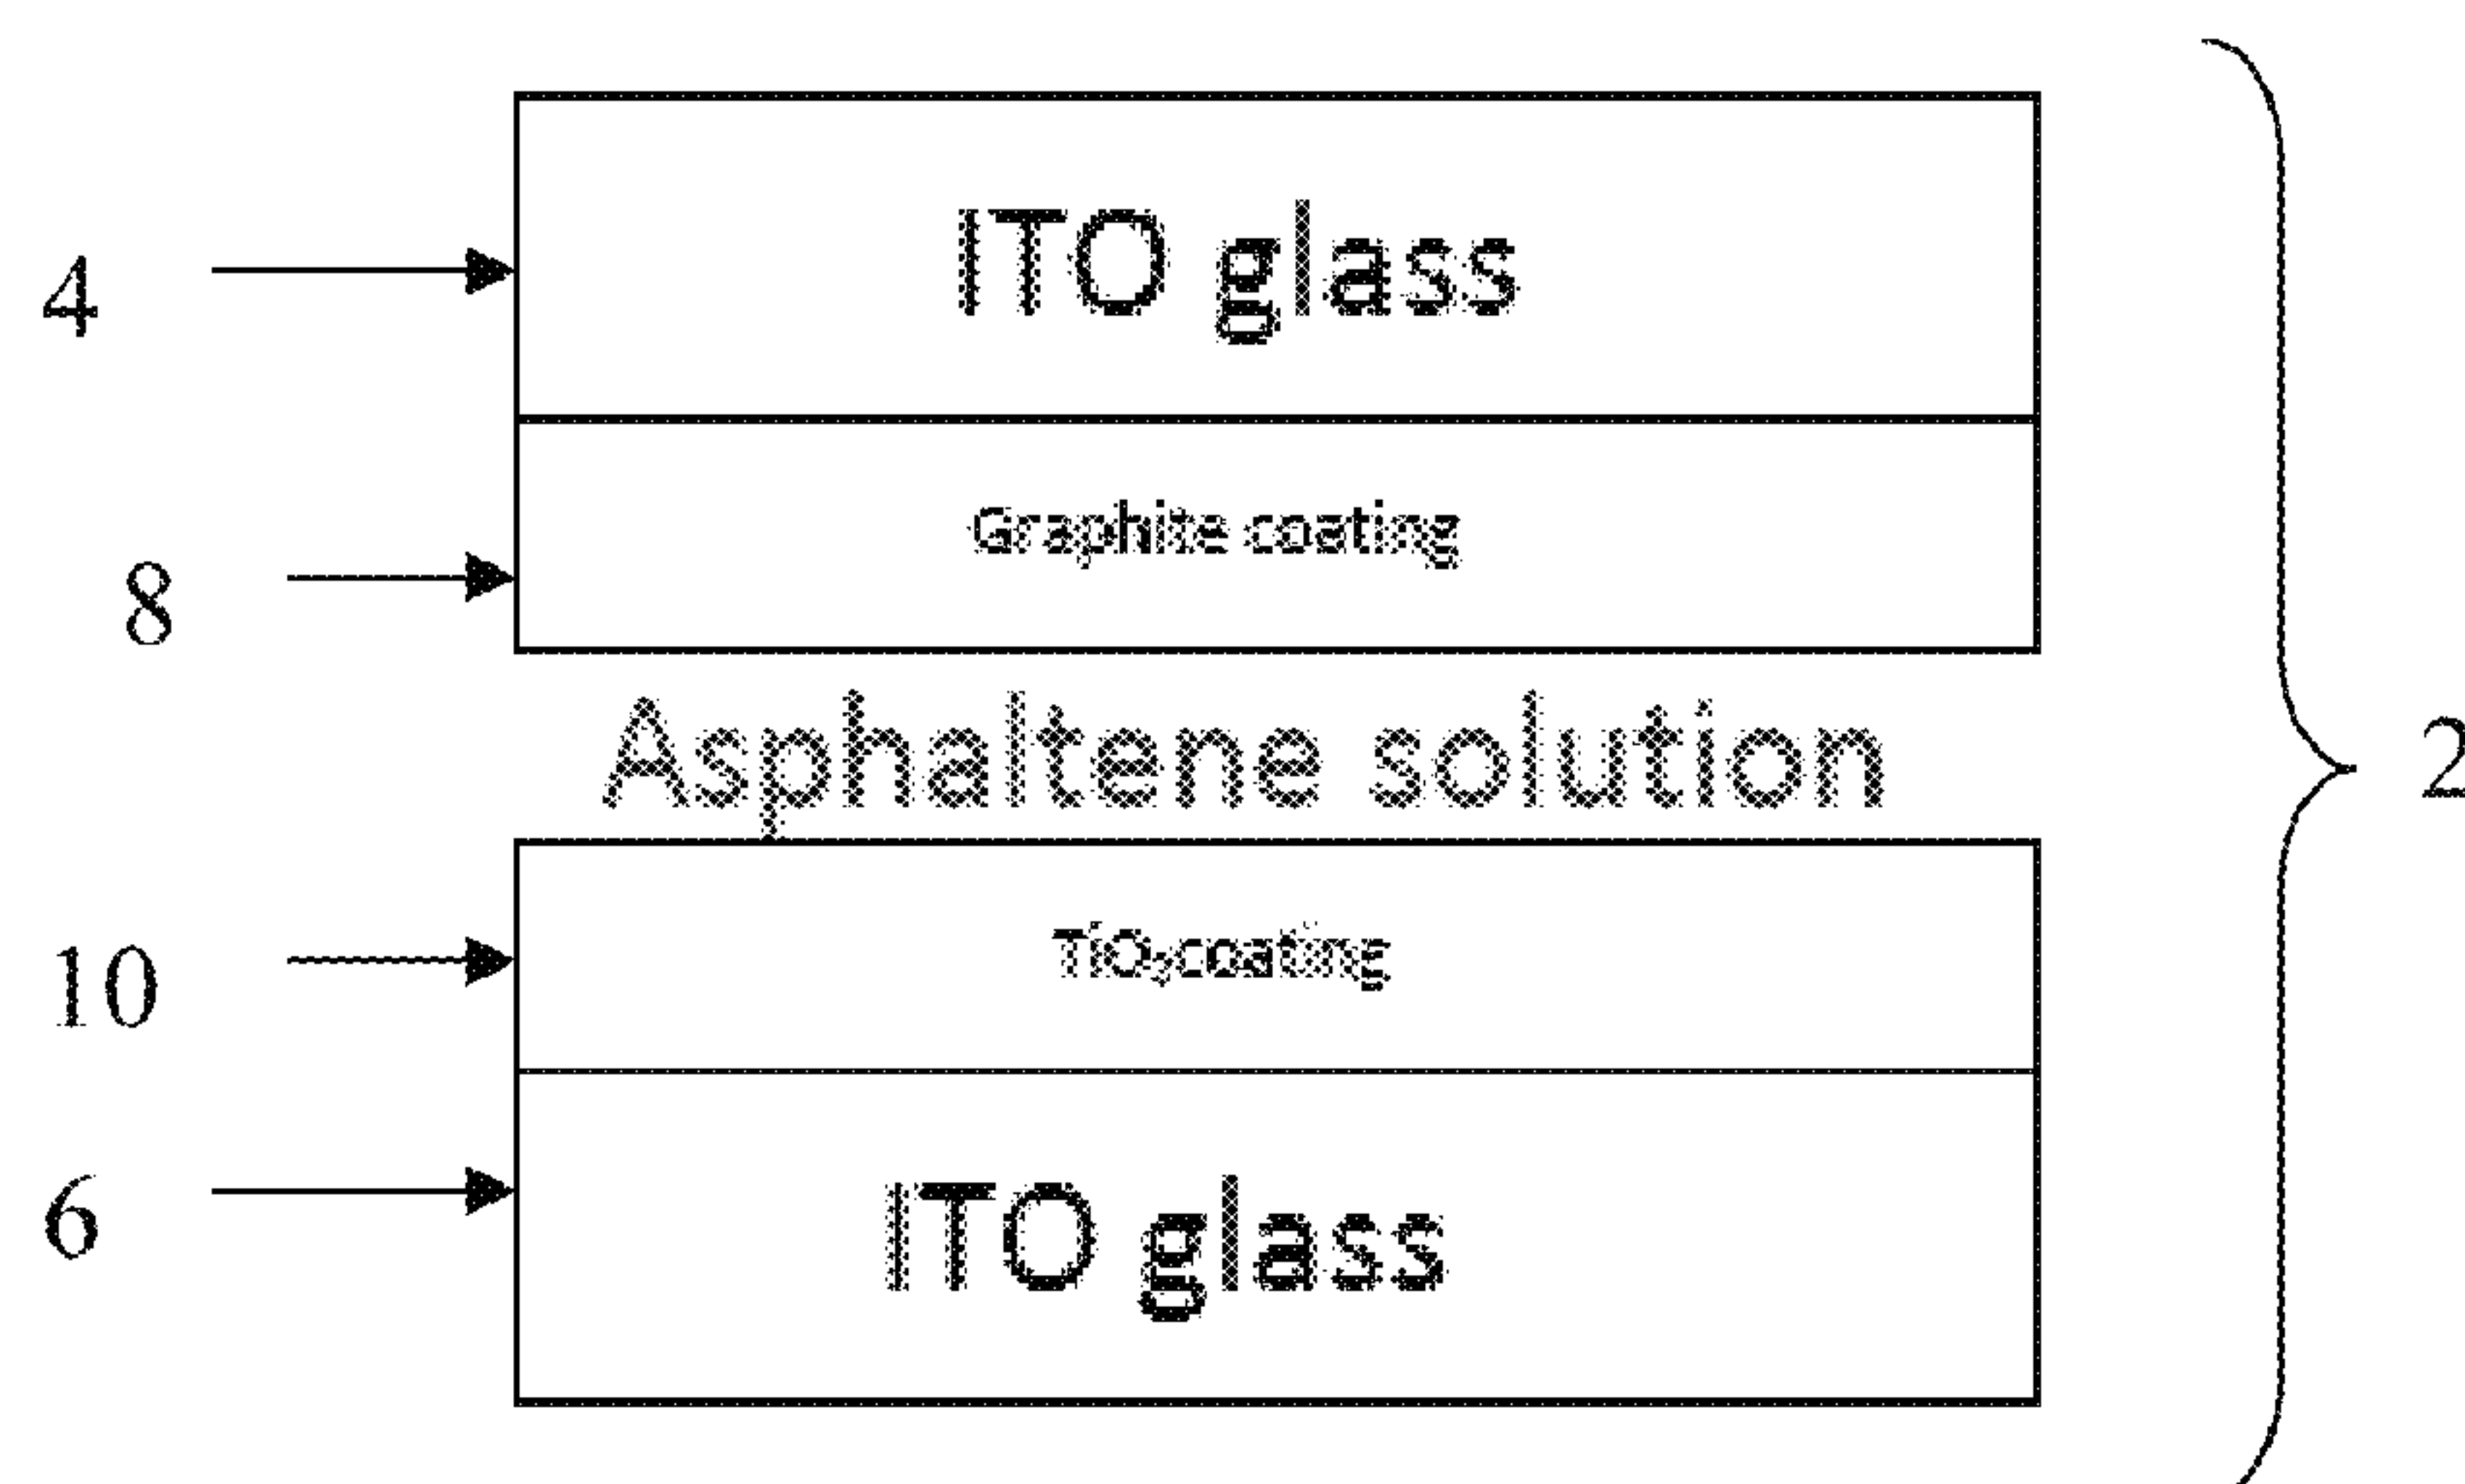 4
ITO glass
8
Graphite coating
Asphaltene solution
2
10
TiO₂ coating
6
ITO glass